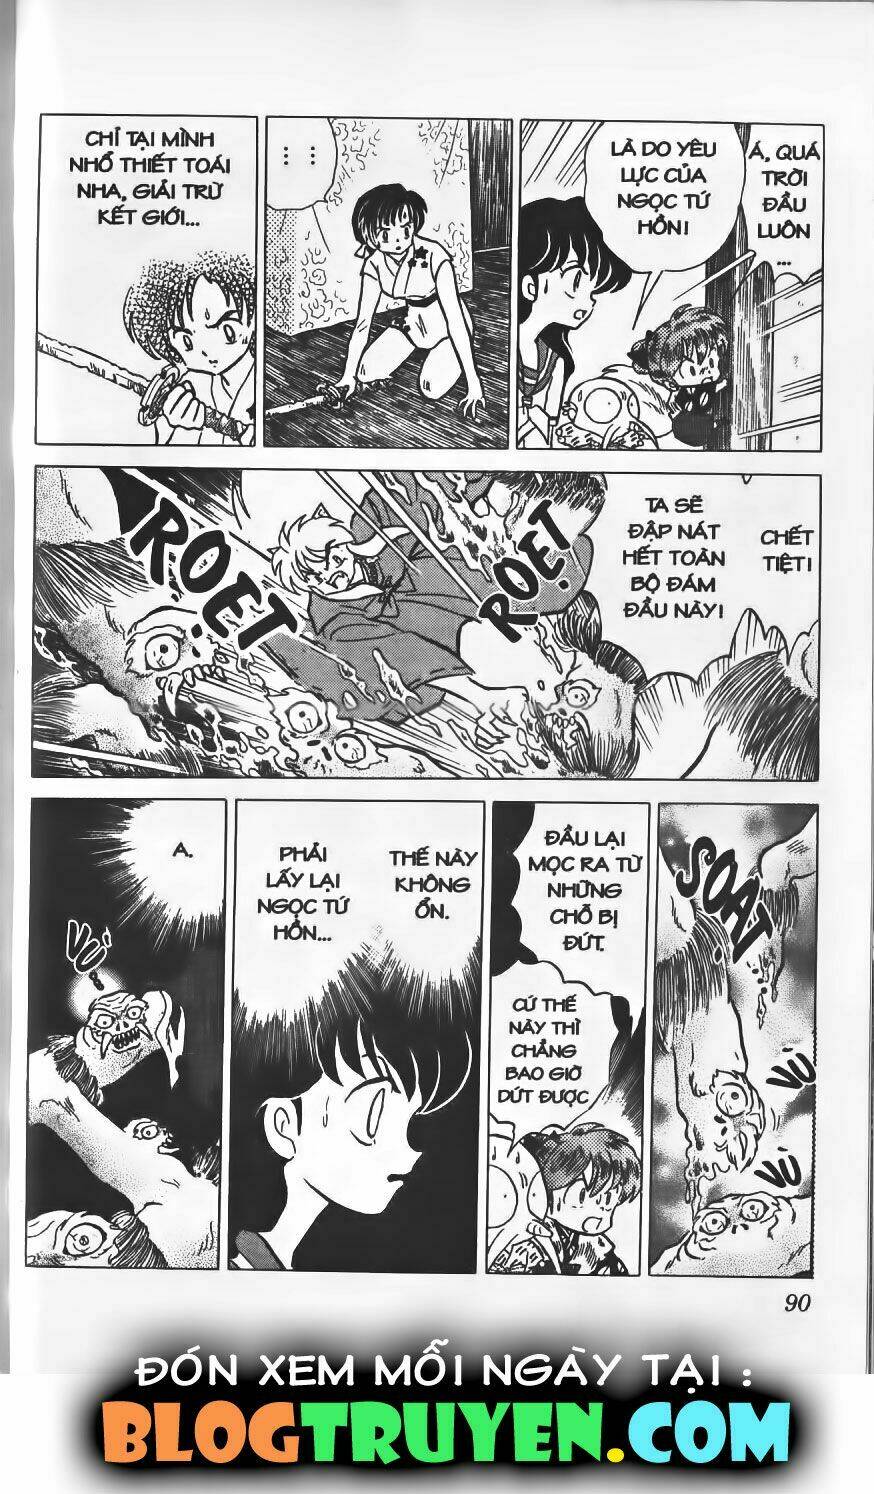 Á, QUÁ
TRỜI
ĐẦU
LUÔN
...
LÀ DO YÊU
LỰC CỦA
NGỌC TỨ
HỒN!
...
CHỈ TẠI MÌNH
NHỔ THIẾT TOÁI
NHA, GIẢI TRỪ
KẾT GIỚI...
CHẾT
TIỆT!
TA SẼ
ĐẬP NÁT
HẾT TOÀN
BỘ ĐÁM
ĐẦU NÀY!
ROẸT
ROẸT
SOẠT
VÙ
VÙ
ĐẦU LẠI
MỌC RA TỪ
NHỮNG
CHỖ BỊ
ĐỨT.
CỨ THẾ
NÀY THÌ
CHẲNG
BAO GIỜ
DỨT ĐƯỢC
THẾ NÀY
KHÔNG
ỔN.
PHẢI
LẤY LẠI
NGỌC TỨ
HỒN...
A.
VÙ
90
ĐÓN XEM MỖI NGÀY TẠI :
BLOGTRUYEN.COM